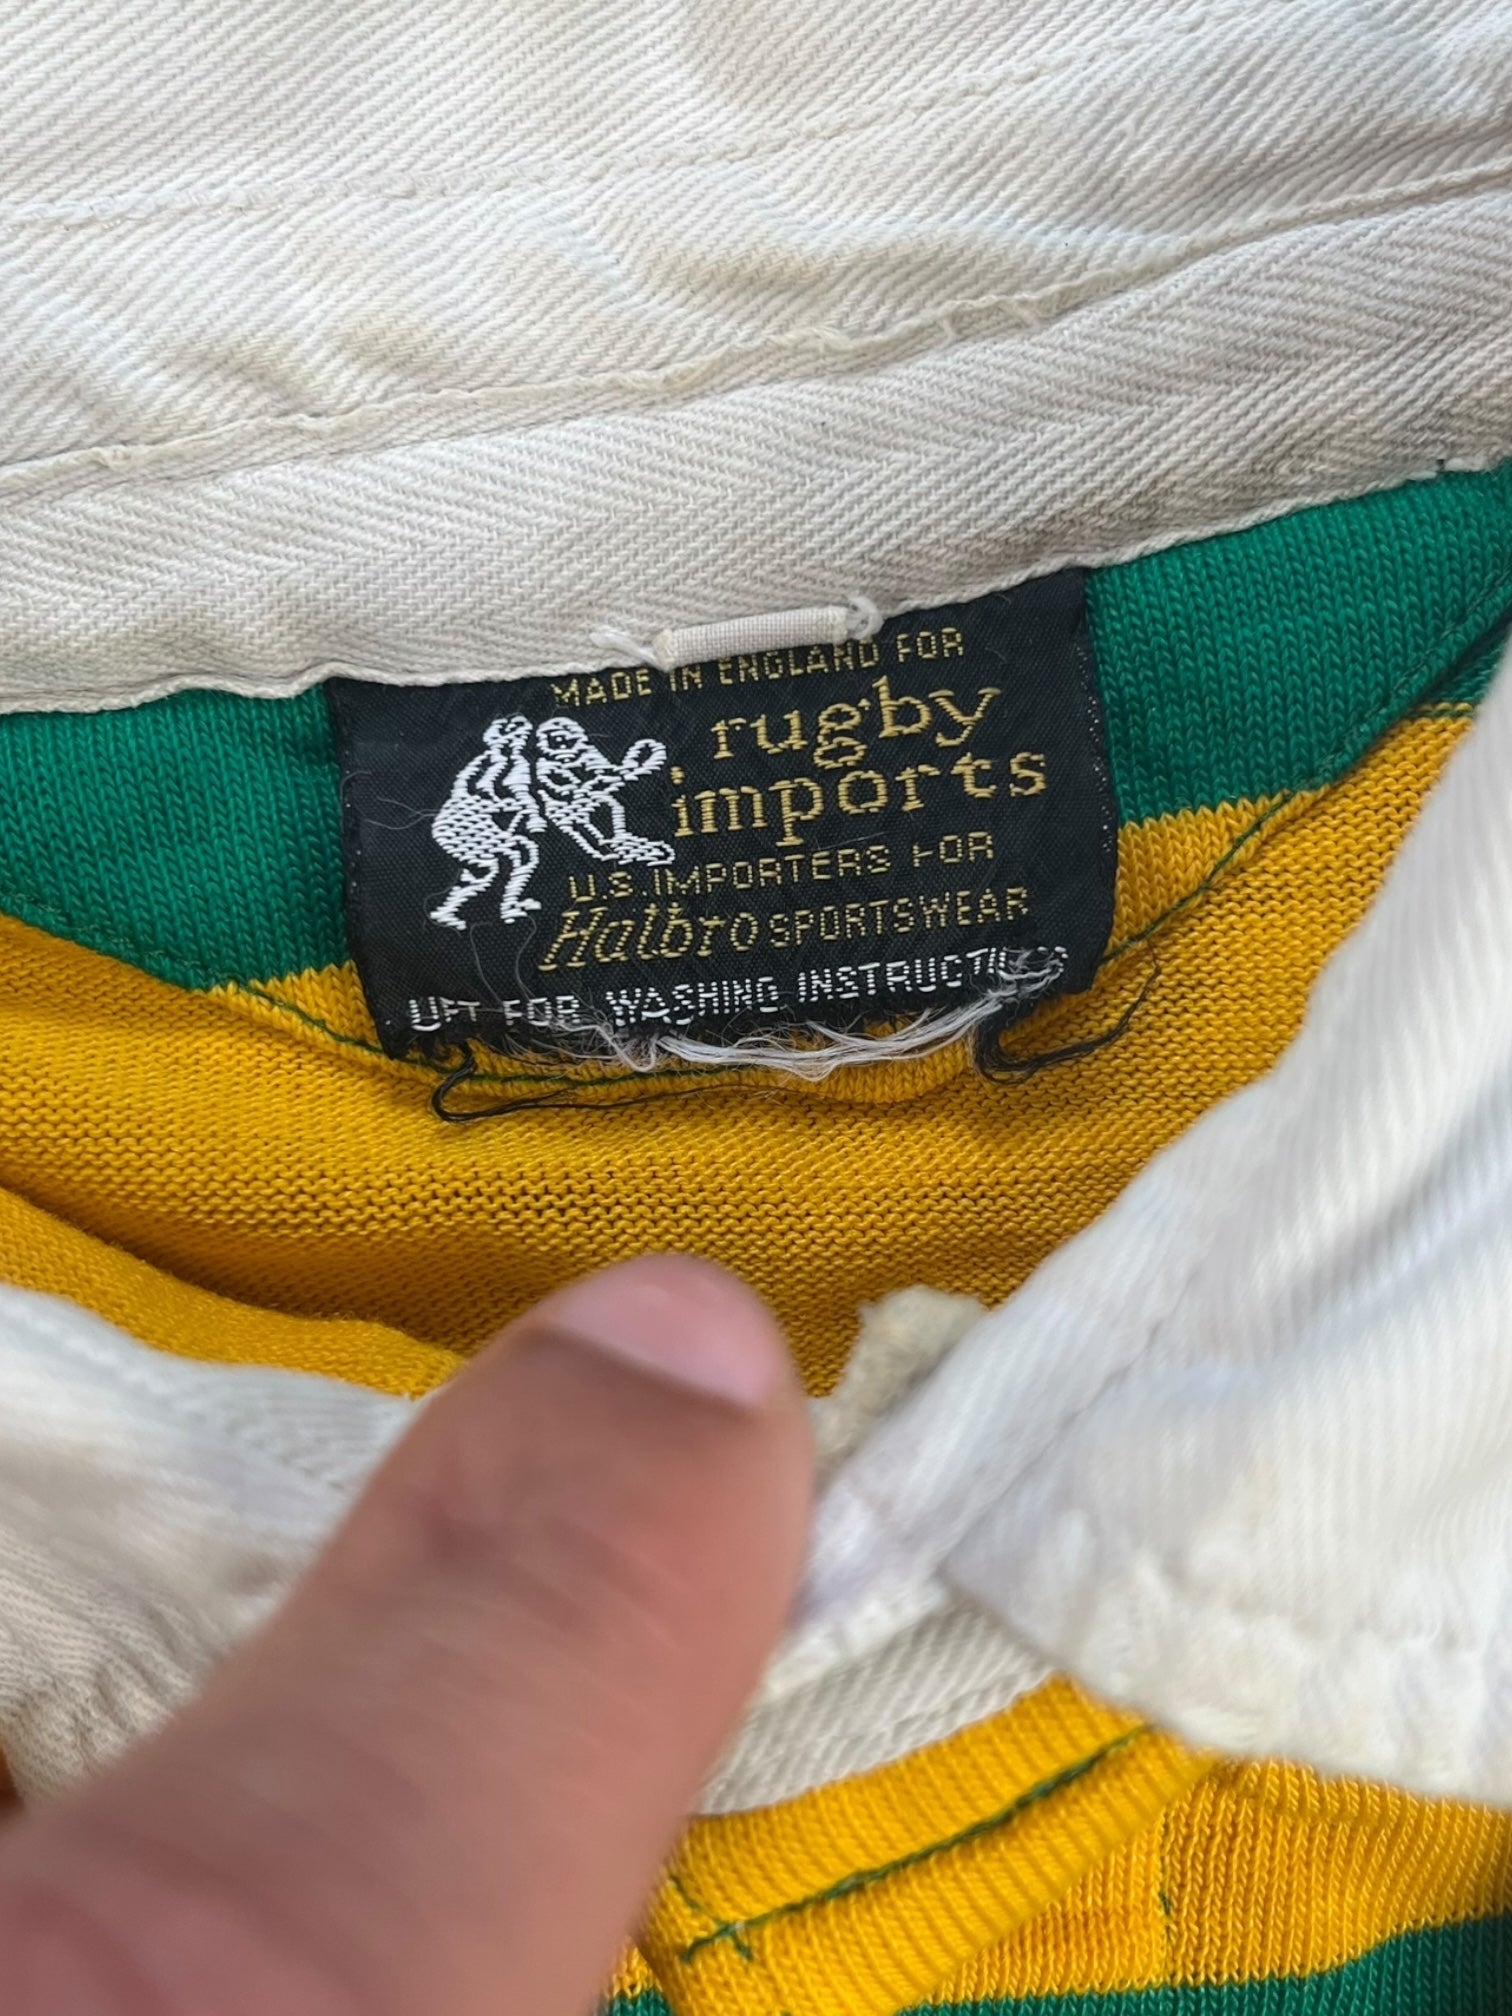 MADE IN ENGLAND FOR
rugby
imports
U.S. IMPORTERS FOR
Halbro SPORTSWEAR
LIFT FOR WASHING INSTRUCTIONS